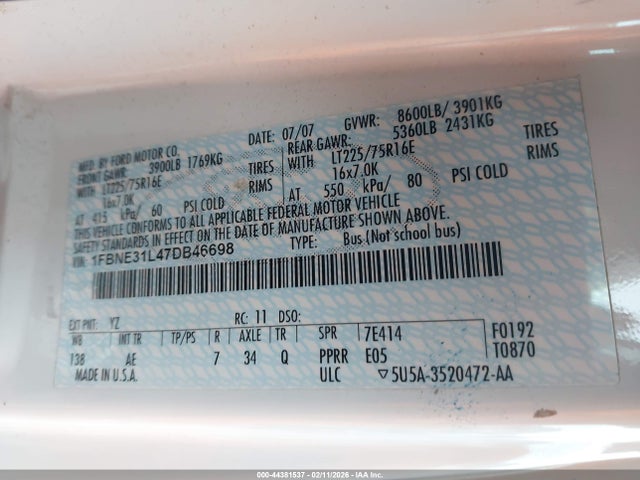 MFD. BY FORD MOTOR CO.
DATE: 07/07 GVWR: 8600LB/ 3901KG
FRONT GAWR: 3900LB 1769KG
REAR GAWR: 5360LB 2431KG
WITH LT225/75R16E TIRES
WITH LT225/75R16E TIRES
16x7.0K RIMS
16x7.0K RIMS
AT 415 kPa/ 60 PSI COLD
AT 550 kPa/ 80 PSI COLD
THIS VEHICLE CONFORMS TO ALL APPLICABLE FEDERAL MOTOR VEHICLE
SAFETY STANDARDS IN EFFECT ON THE DATE OF MANUFACTURE SHOWN ABOVE.
VIN: 1FBNE31L47DB46698 TYPE: Bus (Not school bus)
EXT PNT: YZ RC: 11 DSO:
WB INT TR TP/PS R AXLE TR SPR 7E414 F0192
138 AE 7 34 Q PPRR E05 T0870
MADE IN U.S.A. ULC ▽5U5A-3520472-AA
000-44381537 - 02/11/2026 - IAA Inc.